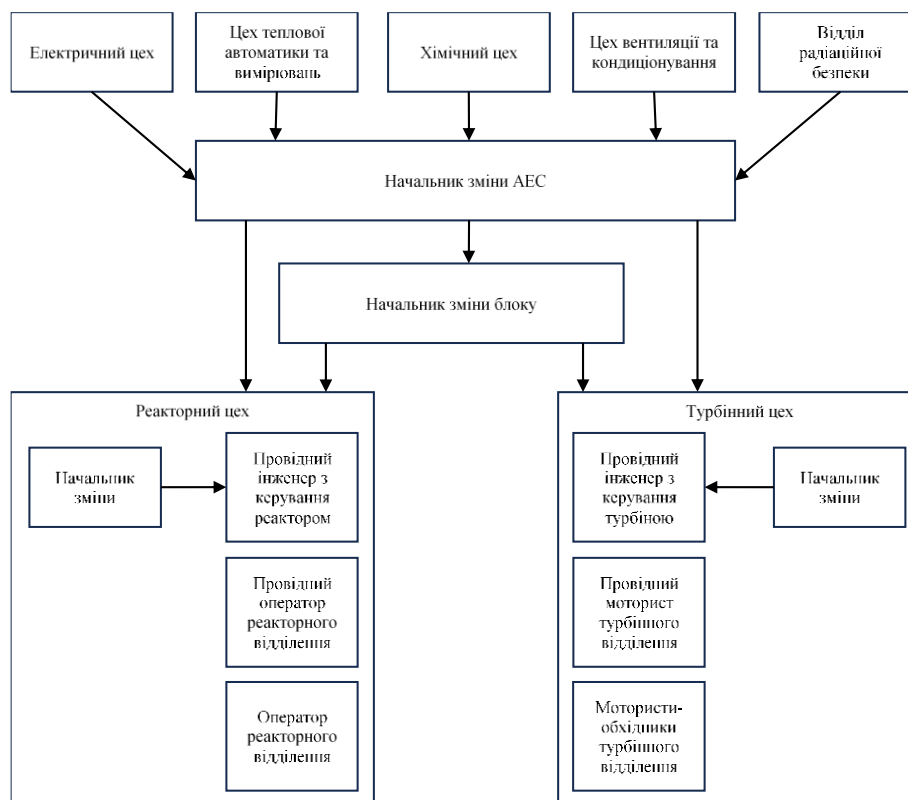 Електричний цех
Цех теплової
автоматики та
вимірювань
Хімічний цех
Цех вентиляції та
кондиціонування
Відділ
радіаційної
безпеки
Начальник зміни АЕС
Начальник зміни блоку
Реакторний цех
Начальник
зміни
Провідний
інженер з
керування
реактором
Провідний
оператор
реакторного
відділення
Оператор
реакторного
відділення
Турбінний цех
Провідний
інженер з
керування
турбіною
Начальник
зміни
Провідний
моторист
турбінного
відділення
Мотористи-
обхідники
турбінного
відділення